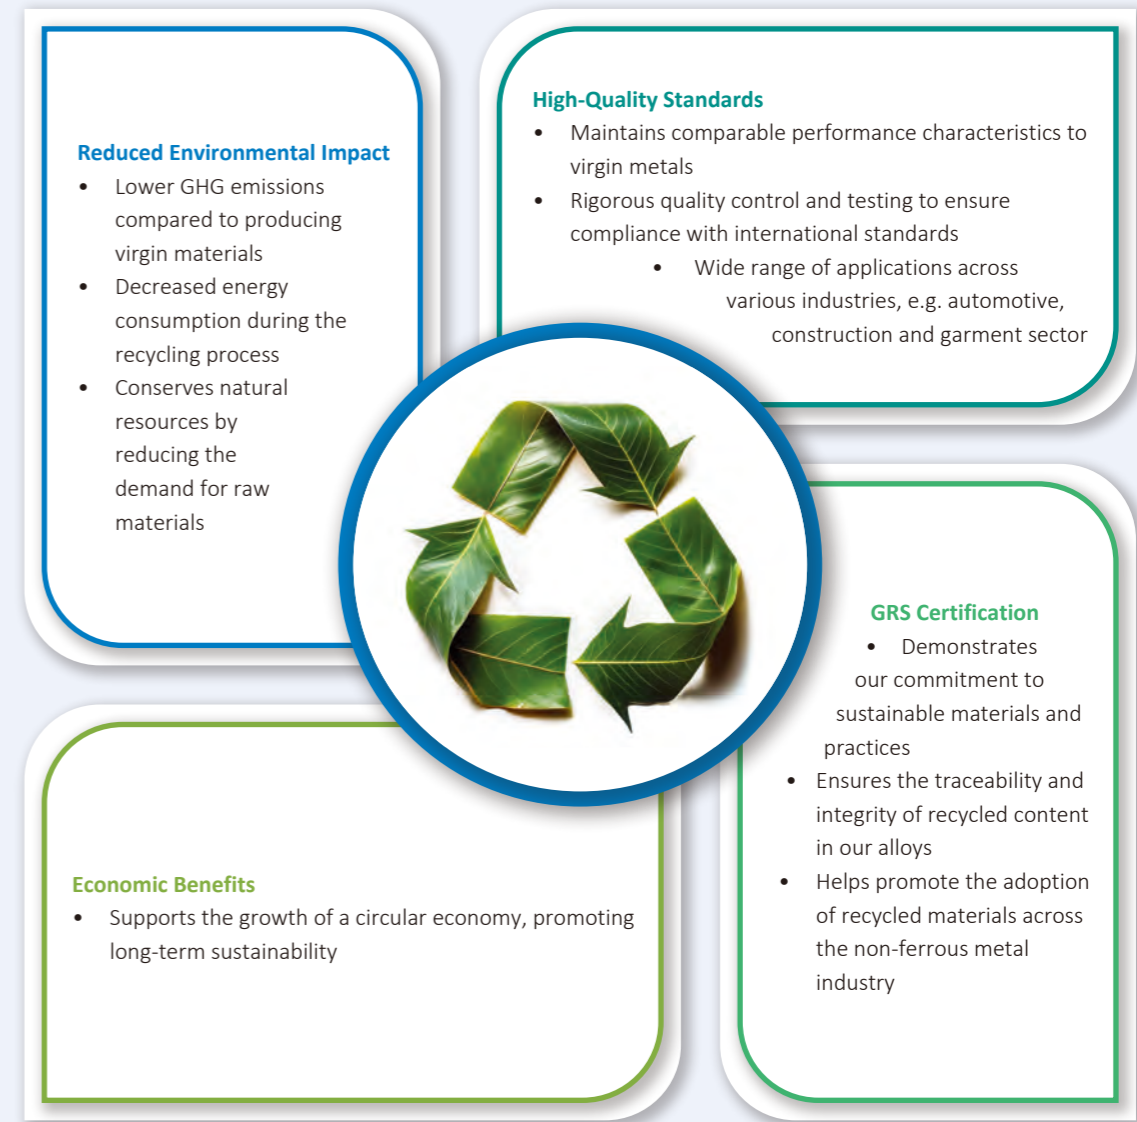 Reduced Environmental Impact
• Lower GHG emissions
compared to producing
virgin materials
• Decreased energy
consumption during the
recycling process
• Conserves natural
resources by
reducing the
demand for raw
materials
High-Quality Standards
• Maintains comparable performance characteristics to
virgin metals
• Rigorous quality control and testing to ensure
compliance with international standards
• Wide range of applications across
various industries, e.g. automotive,
construction and garment sector
Economic Benefits
• Supports the growth of a circular economy, promoting
long-term sustainability
GRS Certification
• Demonstrates
our commitment to
sustainable materials and
practices
• Ensures the traceability and
integrity of recycled content
in our alloys
• Helps promote the adoption
of recycled materials across
the non-ferrous metal
industry